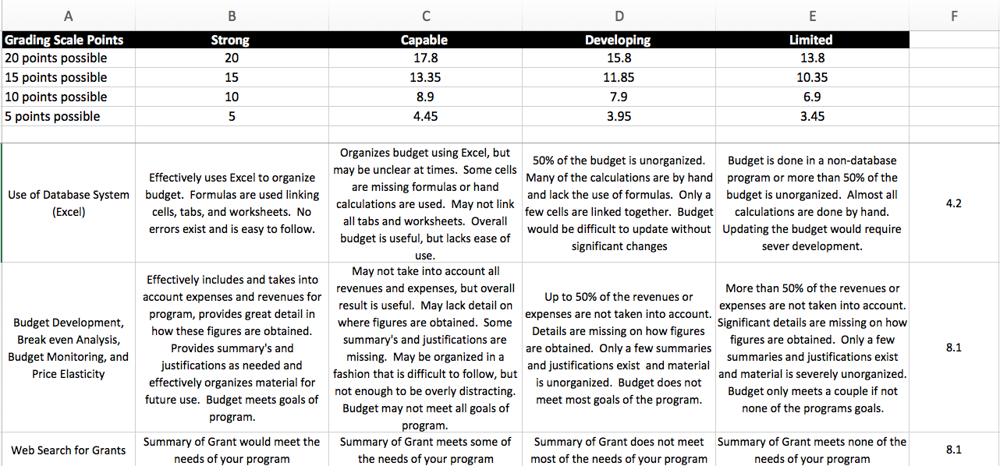 A B C D E F
Grading Scale Points Strong Capable Developing Limited
20 points possible 20 17.8 15.8 13.8
15 points possible 15 13.35 11.85 10.35
10 points possible 10 8.9 7.9 6.9
5 points possible 5 4.45 3.95 3.45
Use of Database System
(Excel)
Effectively uses Excel to organize
budget. Formulas are used linking
cells, tabs, and worksheets. No
errors exist and is easy to follow.
Organizes budget using Excel, but
may be unclear at times. Some cells
are missing formulas or hand
calculations are used. May not link
all tabs and worksheets. Overall
budget is useful, but lacks ease of
use.
50% of the budget is unorganized.
Many of the calculations are by hand
and lack the use of formulas. Only a
few cells are linked together. Budget
would be difficult to update without
significant changes
Budget is done in a non-database
program or more than 50% of the
budget is unorganized. Almost all
calculations are done by hand.
Updating the budget would require
sever development.
4.2
Budget Development,
Break even Analysis,
Budget Monitoring, and
Price Elasticity
Effectively includes and takes into
account expenses and revenues for
program, provides great detail in
how these figures are obtained.
Provides summary's and
justifications as needed and
effectively organizes material for
future use. Budget meets goals of
program.
May not take into account all
revenues and expenses, but overall
result is useful. May lack detail on
where figures are obtained. Some
summary's and justifications are
missing. May be organized in a
fashion that is difficult to follow, but
not enough to be overly distracting.
Budget may not meet all goals of
program.
Up to 50% of the revenues or
expenses are not taken into account.
Details are missing on how figures
are obtained. Only a few summaries
and justifications exist and material
is unorganized. Budget does not
meet most goals of the program.
More than 50% of the revenues or
expenses are not taken into account.
Significant details are missing on how
figures are obtained. Only a few
summaries and justifications exist
and material is severely unorganized.
Budget only meets a couple if not
none of the programs goals.
8.1
Web Search for Grants
Summary of Grant would meet the
needs of your program
Summary of Grant meets some of
the needs of your program
Summary of Grant does not meet
most of the needs of your program
Summary of Grant meets none of the
needs of your program
8.1